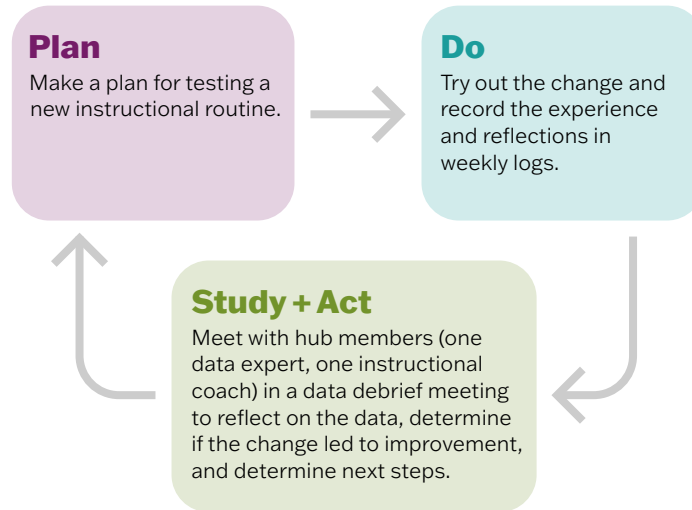 Plan
Make a plan for testing a
new instructional routine.
Do
Try out the change and
record the experience
and reflections in
weekly logs.
Study + Act
Meet with hub members (one
data expert, one instructional
coach) in a data debrief meeting
to reflect on the data, determine
if the change led to improvement,
and determine next steps.